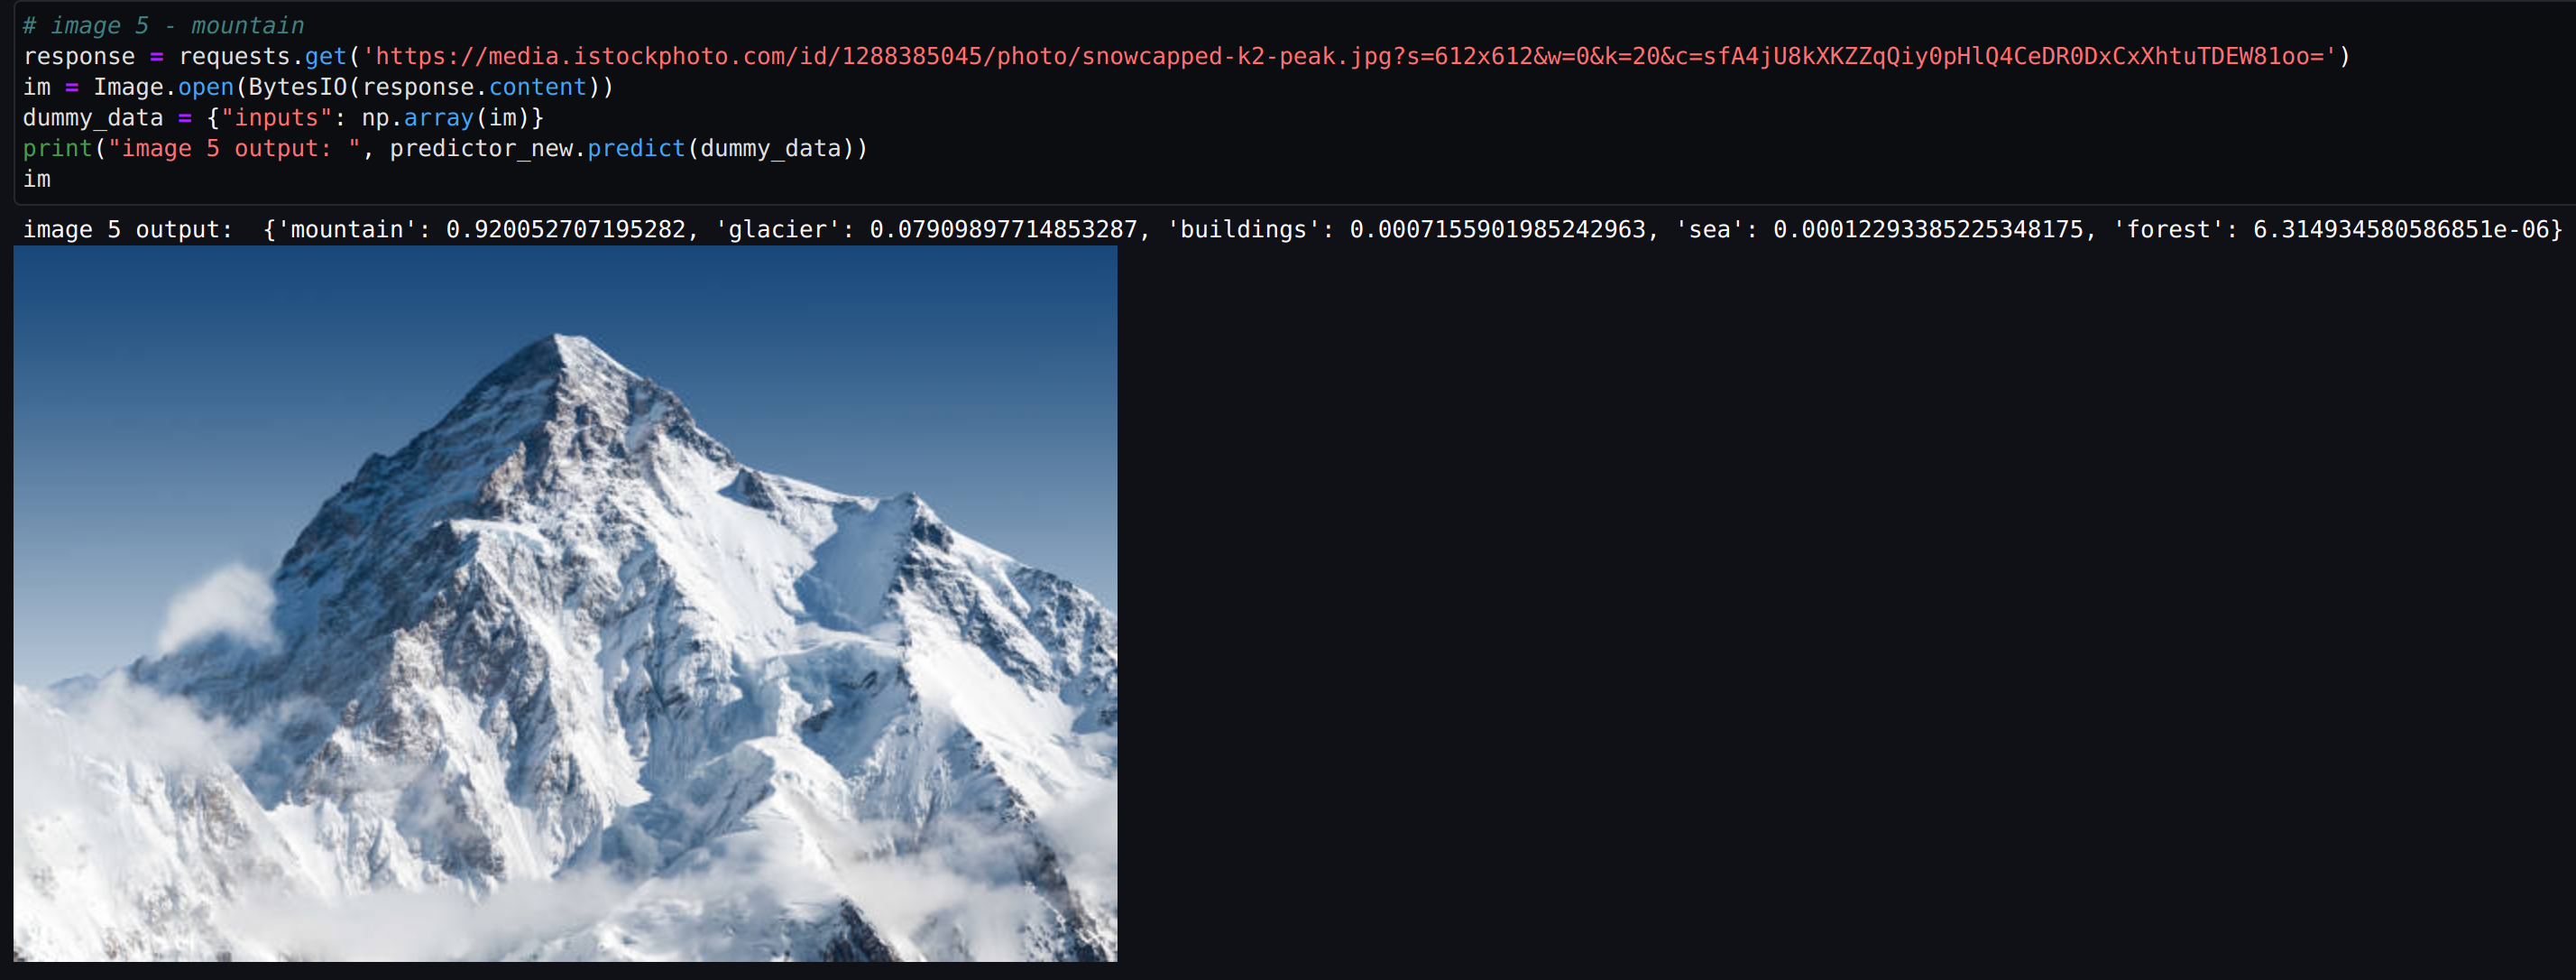 # image 5 - mountain
response = requests.get('https://media.istockphoto.com/id/1288385045/photo/snowcapped-k2-peak.jpg?s=612x612&w=0&k=20&c=sfA4jU8kXKZZqQiy0pHlQ4CeDR0DxCxXhtuTDEW81oo=')
im = Image.open(BytesIO(response.content))
dummy_data = {"inputs": np.array(im)}
print("image 5 output: ", predictor_new.predict(dummy_data))
im
image 5 output:  {'mountain': 0.920052707195282, 'glacier': 0.07909897714853287, 'buildings': 0.0007155901985242963, 'sea': 0.00012293385225348175, 'forest': 6.314934580586851e-06}